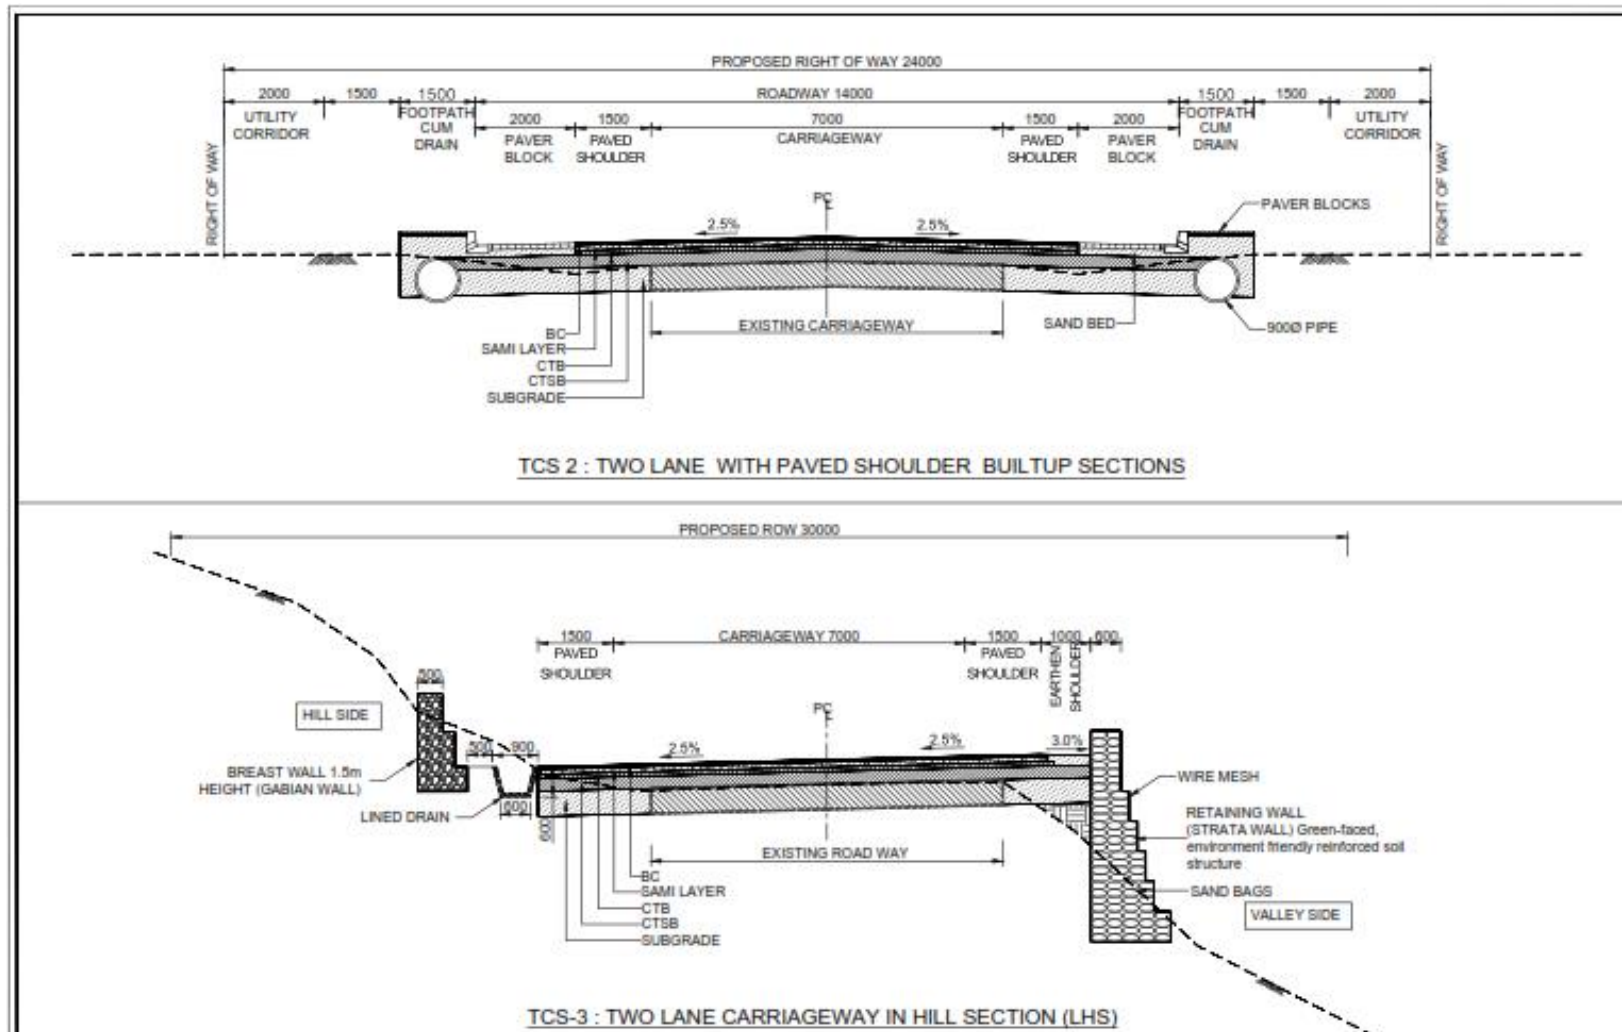 PROPOSED RIGHT OF WAY 24000
2000
1500
1500
ROADWAY 14000
1500
1500
2000
UTILITY
CORRIDOR
FOOTPATH
CUM
DRAIN
2000
PAVER
BLOCK
1500
PAVED
SHOULDER
7000
CARRIAGEWAY
1500
PAVED
SHOULDER
2000
PAVER
BLOCK
FOOTPATH
CUM
DRAIN
UTILITY
CORRIDOR
RIGHT OF WAY
RIGHT OF WAY
PC
L
2.5%
2.5%
PAVER BLOCKS
EXISTING CARRIAGEWAY
SAND BED
900Ø PIPE
BC
SAMI LAYER
CTB
CTSB
SUBGRADE
TCS 2 : TWO LANE WITH PAVED SHOULDER BUILTUP SECTIONS
PROPOSED ROW 30000
1500
PAVED
SHOULDER
CARRIAGEWAY 7000
1500
PAVED
SHOULDER
1000
EARTHEN
SHOULDER
600
500
HILL SIDE
PC
L
500
900
2.5%
2.5%
3.0%
BREAST WALL 1.5m
HEIGHT (GABIAN WALL)
LINED DRAIN
600
600
WIRE MESH
RETAINING WALL
(STRATA WALL) Green-faced,
environment friendly reinforced soil
structure
EXISTING ROAD WAY
SAND BAGS
VALLEY SIDE
BC
SAMI LAYER
CTB
CTSB
SUBGRADE
TCS-3 : TWO LANE CARRIAGEWAY IN HILL SECTION (LHS)